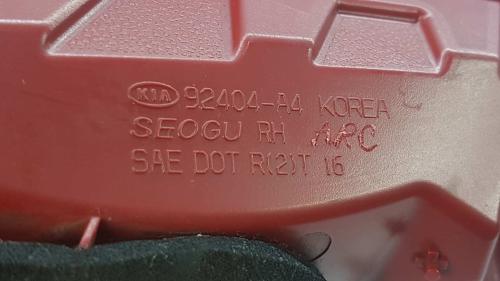 KIA 92404-A4 KOREA
SEOGU RH ARC
SAE DOT R(2)T 16